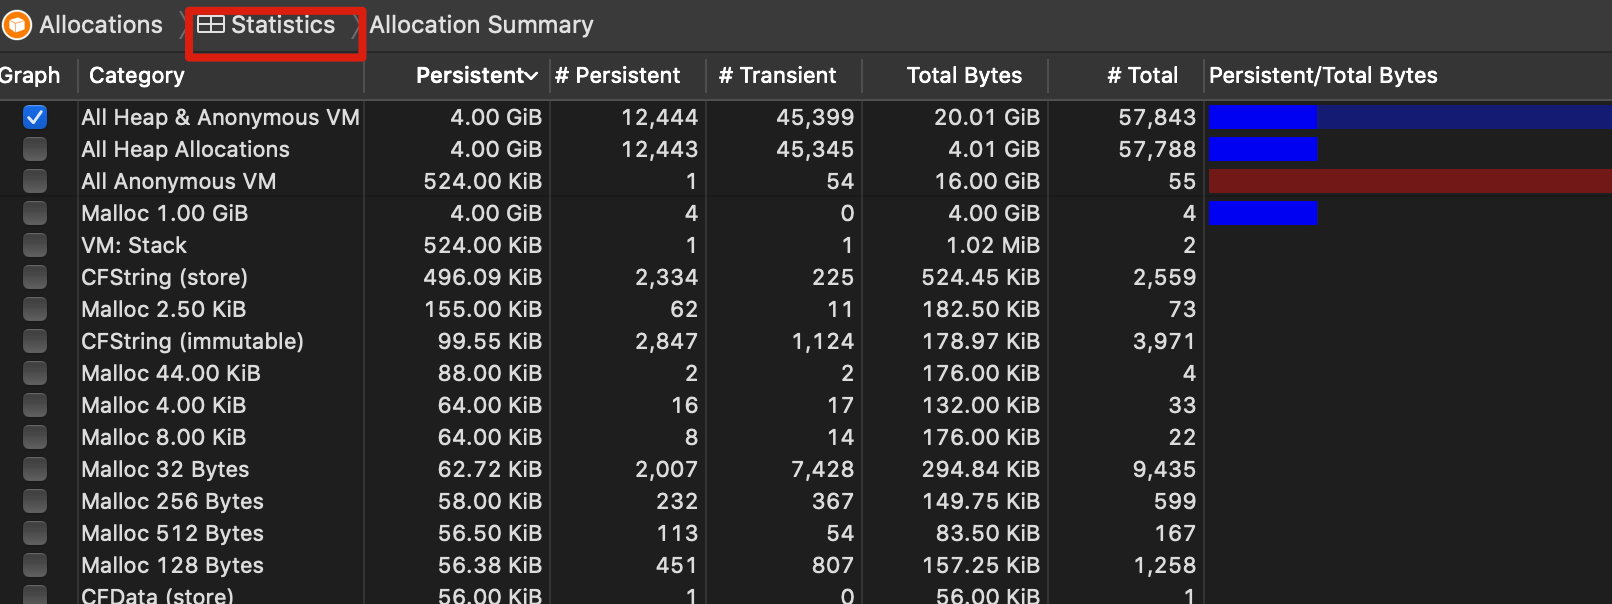 Allocations Statistics Allocation Summary
Graph Category Persistent # Persistent # Transient Total Bytes # Total Persistent/Total Bytes
All Heap & Anonymous VM 4.00 GiB 12,444 45,399 20.01 GiB 57,843
All Heap Allocations 4.00 GiB 12,443 45,345 4.01 GiB 57,788
All Anonymous VM 524.00 KiB 1 54 16.00 GiB 55
Malloc 1.00 GiB 4.00 GiB 4 0 4.00 GiB 4
VM: Stack 524.00 KiB 1 1 1.02 MiB 2
CFString (store) 496.09 KiB 2,334 225 524.45 KiB 2,559
Malloc 2.50 KiB 155.00 KiB 62 11 182.50 KiB 73
CFString (immutable) 99.55 KiB 2,847 1,124 178.97 KiB 3,971
Malloc 44.00 KiB 88.00 KiB 2 2 176.00 KiB 4
Malloc 4.00 KiB 64.00 KiB 16 17 132.00 KiB 33
Malloc 8.00 KiB 64.00 KiB 8 14 176.00 KiB 22
Malloc 32 Bytes 62.72 KiB 2,007 7,428 294.84 KiB 9,435
Malloc 256 Bytes 58.00 KiB 232 367 149.75 KiB 599
Malloc 512 Bytes 56.50 KiB 113 54 83.50 KiB 167
Malloc 128 Bytes 56.38 KiB 451 807 157.25 KiB 1,258
CFData (store) 56.00 KiB 1 0 56.00 KiB 1